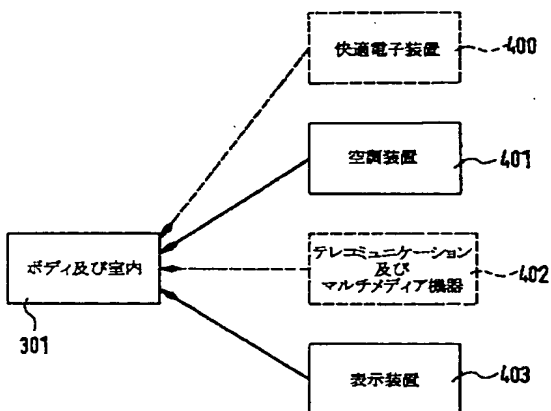 快適電子装置
400
空調装置
401
ボディ及び室内
301
テレコミュニケーション
及び
マルチメディア機器
402
表示装置
403